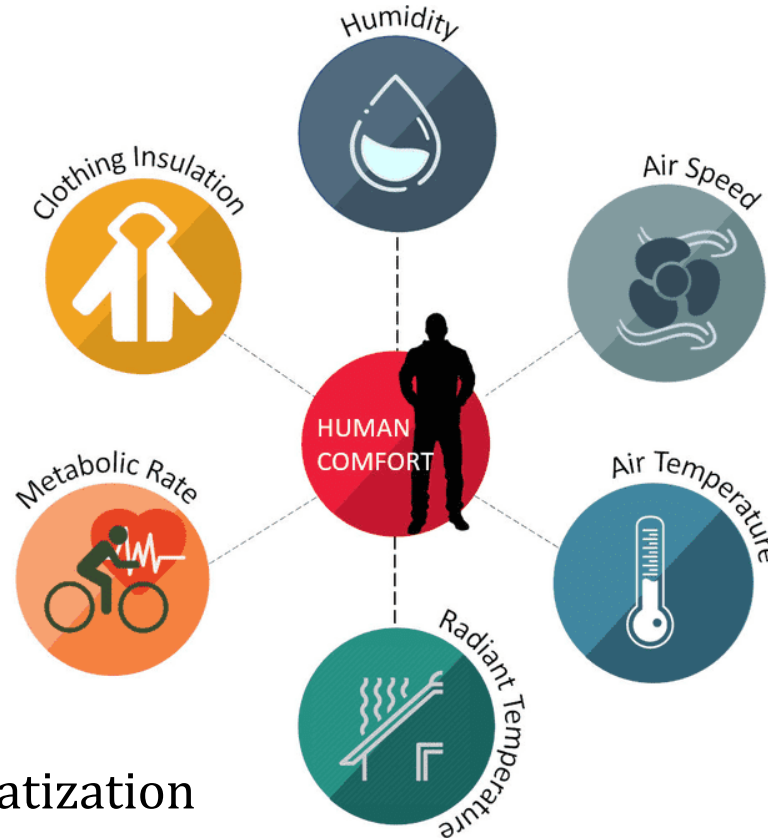 Humidity
Clothing Insulation
Air Speed
HUMAN
COMFORT
Metabolic Rate
Air Temperature
Radiant Temperature
atization